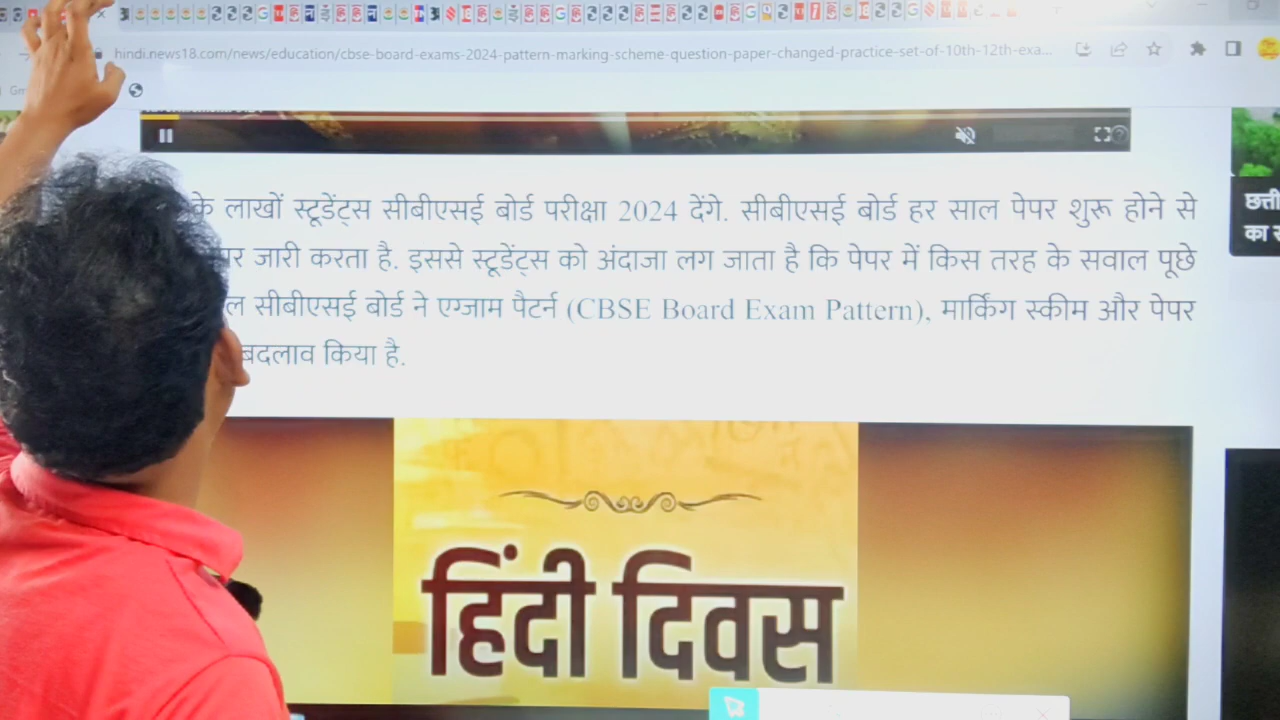 hindi.news18.com/news/education/cbse-board-exams-2024-pattern-marking-scheme-question-paper-changed-practice-set-of-10th-12th-exa...
के लाखों स्टूडेंट्स सीबीएसई बोर्ड परीक्षा 2024 देंगे. सीबीएसई बोर्ड हर साल पेपर शुरू होने से
जारी करता है. इससे स्टूडेंट्स को अंदाजा लग जाता है कि पेपर में किस तरह के सवाल पूछे
सीबीएसई बोर्ड ने एग्जाम पैटर्न (CBSE Board Exam Pattern), मार्किंग स्कीम और पेपर
बदलाव किया है.
हिंदी दिवस